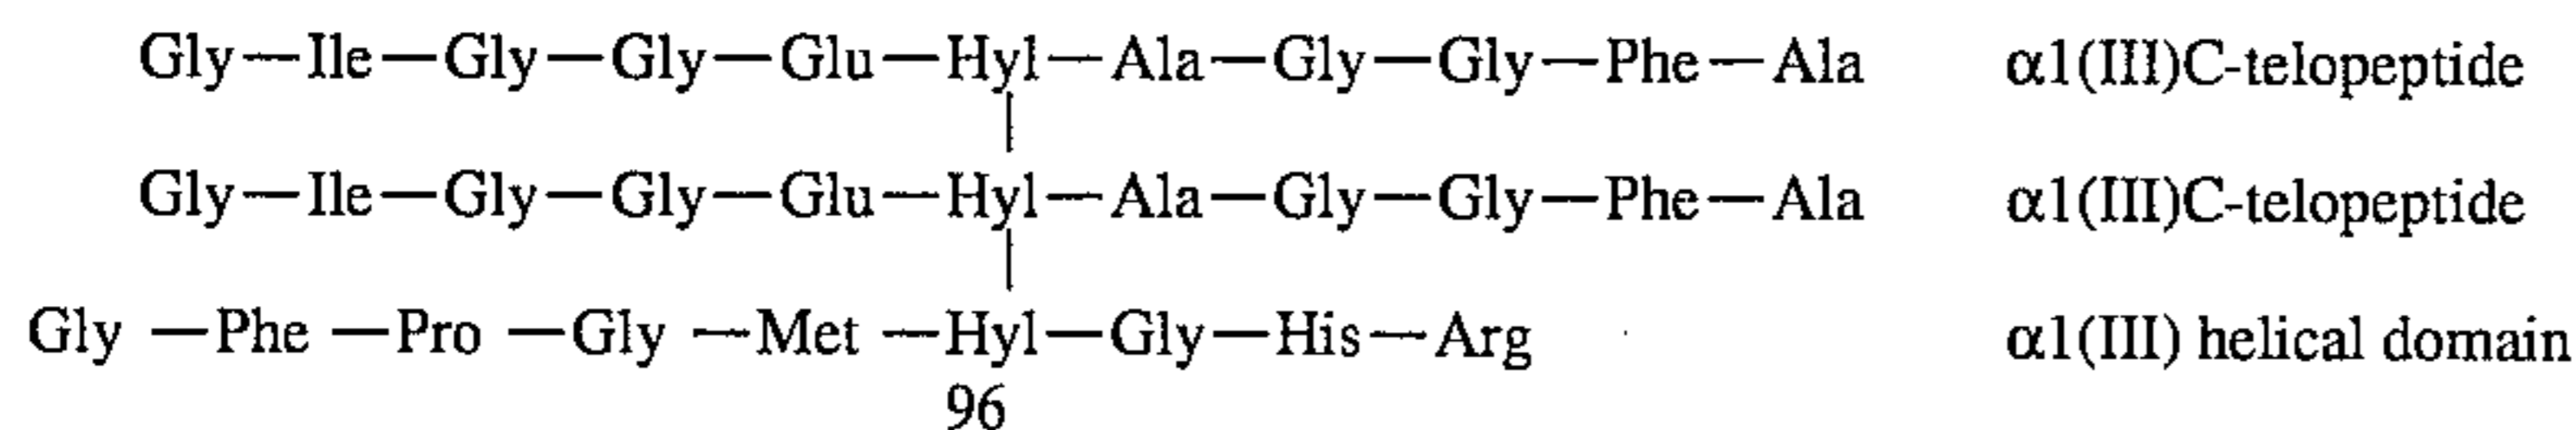 Gly—Ile—Gly—Gly—Glu—Hyl—Ala—Gly—Gly—Phe—Ala α1(III)C-telopeptide
Gly—Ile—Gly—Gly—Glu—Hyl—Ala—Gly—Gly—Phe—Ala α1(III)C-telopeptide
Gly —Phe —Pro —Gly —Met —Hyl—Gly—His—Arg α1(III) helical domain
96